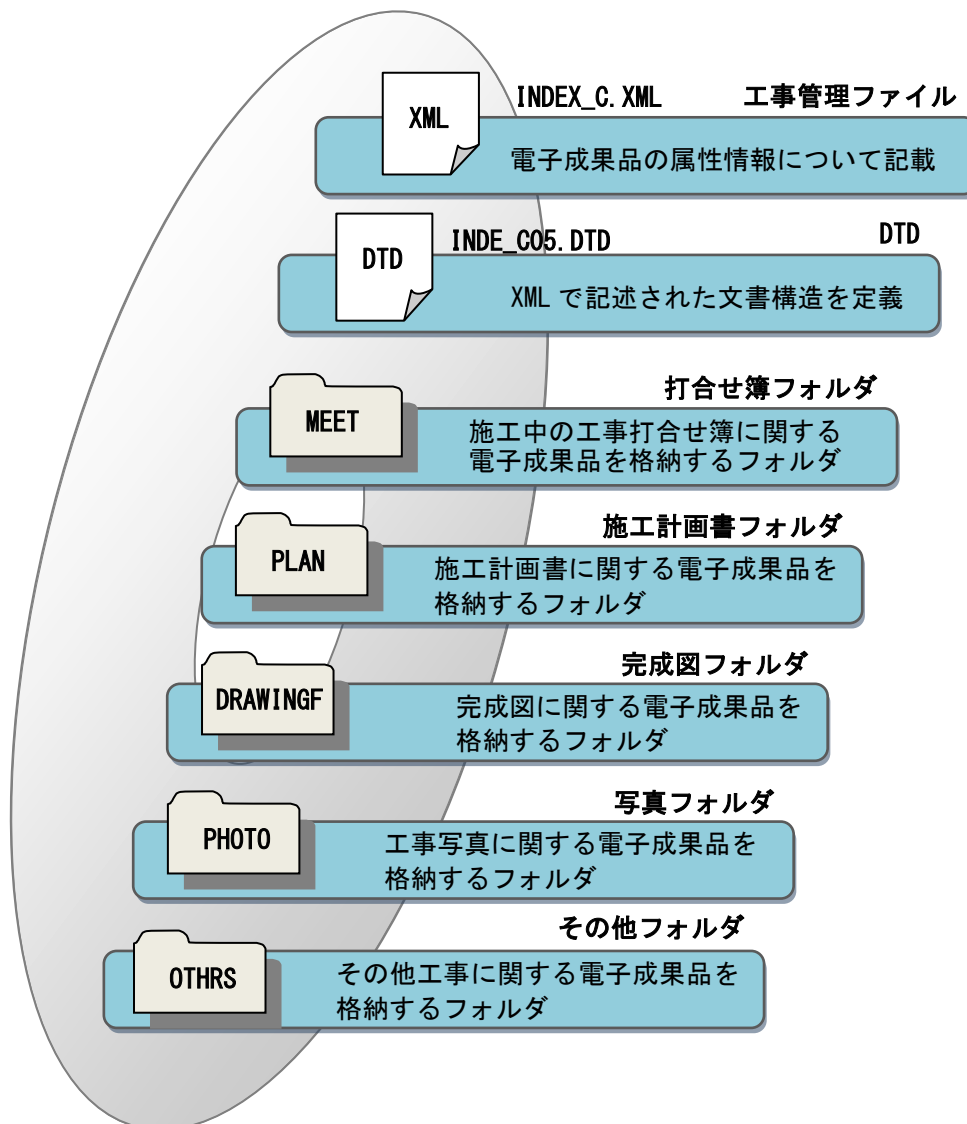 INDEX_C.XML 工事管理ファイル
XML
電子成果品の属性情報について記載
INDE_C05.DTD DTD
DTD
XMLで記述された文書構造を定義
打合せ簿フォルダ
MEET
施工中の工事打合せ簿に関する
電子成果品を格納するフォルダ
施工計画書フォルダ
PLAN
施工計画書に関する電子成果品を
格納するフォルダ
完成図フォルダ
DRAWINGF
完成図に関する電子成果品を
格納するフォルダ
写真フォルダ
PHOTO
工事写真に関する電子成果品を
格納するフォルダ
その他フォルダ
OTHRS
その他工事に関する電子成果品を
格納するフォルダ